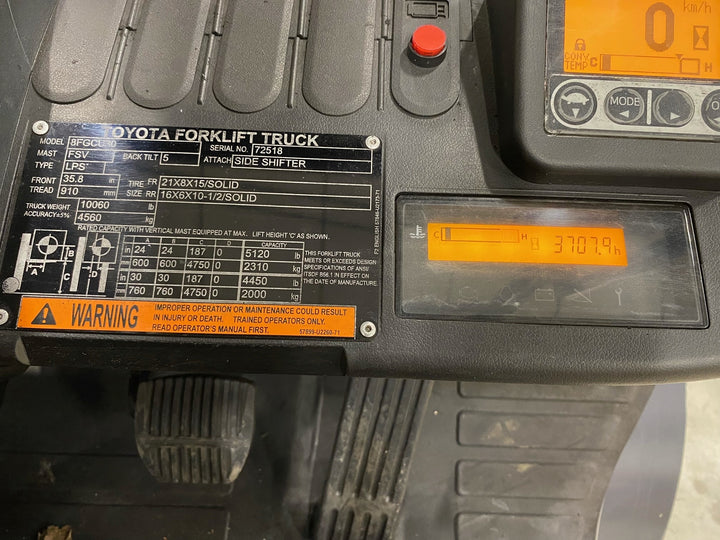 km/h
0
CONV
TEMP C H
MODE
TOYOTA FORKLIFT TRUCK
MODEL 8FGCU30 SERIAL NO. 72518
MAST FSV BACK TILT 5 ATTACH SIDE SHIFTER
TYPE LPS
FRONT 35.8 in TIRE FR 21X8X15/SOLID
TREAD 910 mm SIZE RR 16X6X10-1/2/SOLID
TRUCK WEIGHT 10060 lb
ACCURACY±5% 4560 kg
RATED CAPACITY WITH VERTICAL MAST EQUIPPED AT MAX. LIFT HEIGHT 'C' AS SHOWN.
A B C D CAPACITY
in 24 24 187 0 5120 lb
mm 600 600 4750 0 2310 kg
in 30 30 187 0 4450 lb
mm 760 760 4750 0 2000 kg
THIS FORKLIFT TRUCK
MEETS OR EXCEEDS DESIGN
SPECIFICATIONS OF ANSI/
ITSDF B56.1 IN EFFECT ON
THE DATE OF MANUFACTURE.
WARNING
IMPROPER OPERATION OR MAINTENANCE COULD RESULT
IN INJURY OR DEATH. TRAINED OPERATORS ONLY.
READ OPERATOR'S MANUAL FIRST.
57899-U2260-71
C H 3707.9h